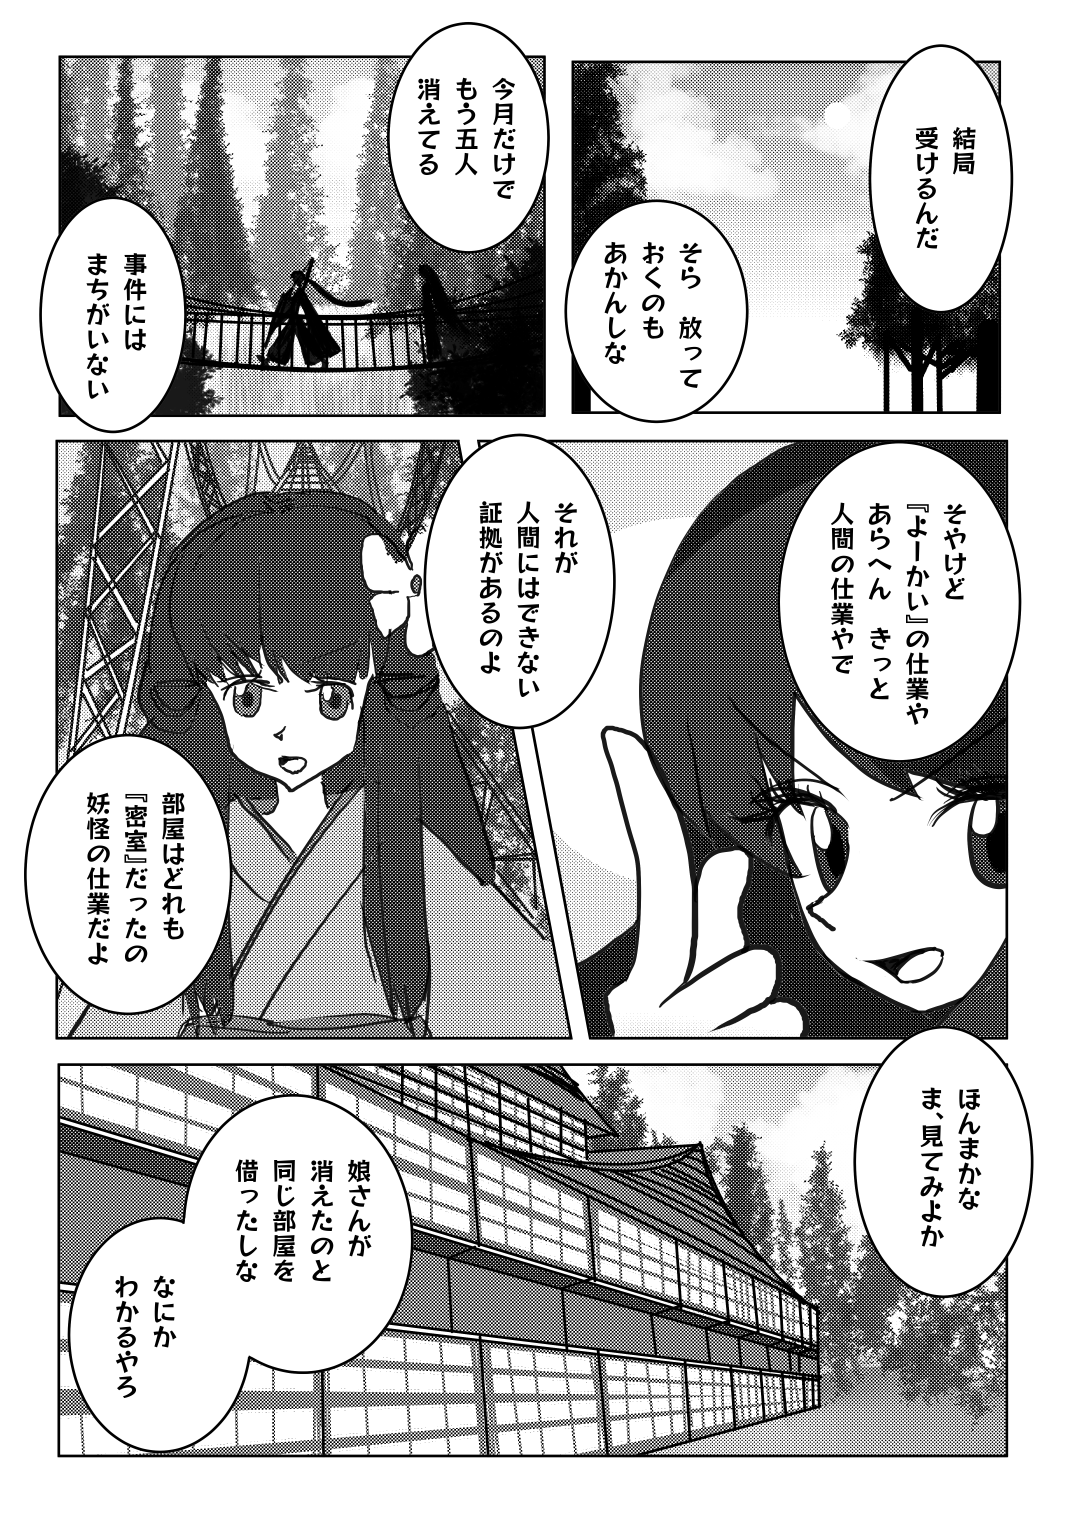 結局
受けるんだ
そら　放って
おくのも
あかんしな
今月だけで
もう五人
消えてる
事件には
まちがいない
そやけど
『よーかい』の仕業や
あらへん　きっと
人間の仕業やで
それが
人間にはできない
証拠があるのよ
部屋はどれも
『密室』だったの
妖怪の仕業だよ
ほんまかな
ま、見てみよか
娘さんが
消えたのと
同じ部屋を
借ったしな
なにか
わかるやろ